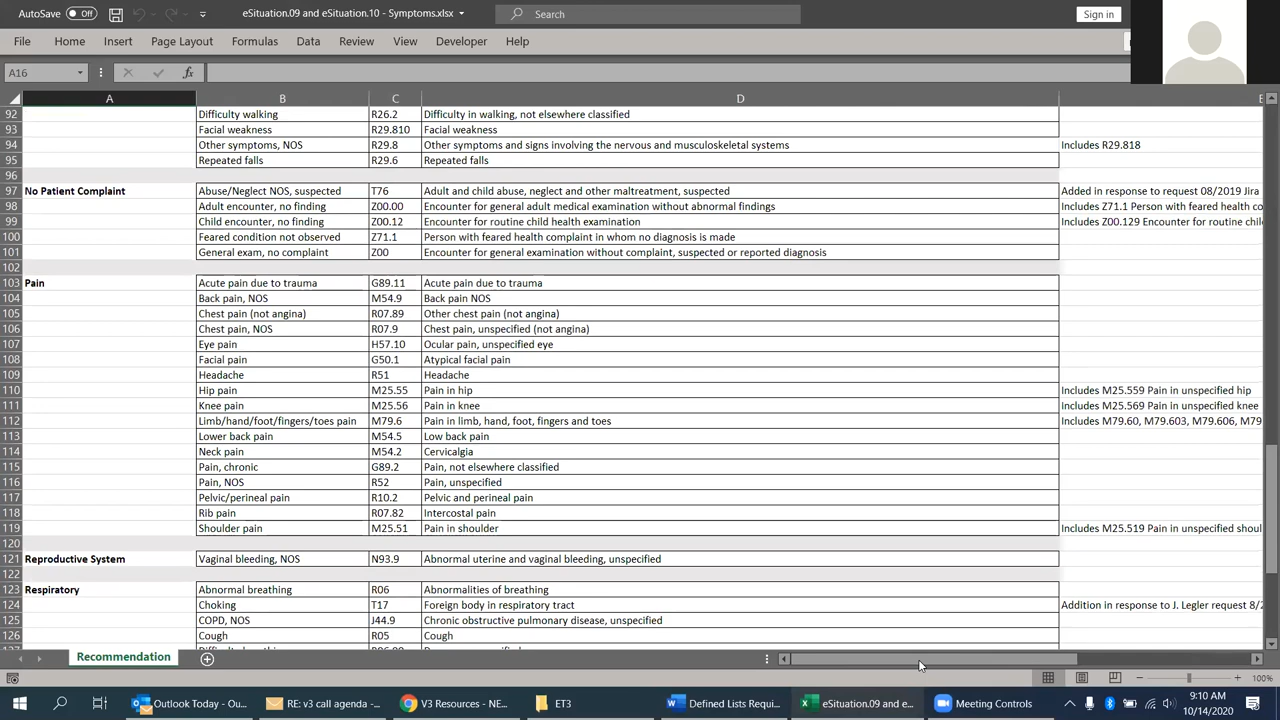 AutoSave Off eSituation.09 and eSituation.10 - Symptoms.xlsx Search Sign in
File Home Insert Page Layout Formulas Data Review View Developer Help
A16 fx
A B C D E
92 Difficulty walking R26.2 Difficulty in walking, not elsewhere classified
93 Facial weakness R29.810 Facial weakness
94 Other symptoms, NOS R29.8 Other symptoms and signs involving the nervous and musculoskeletal systems Includes R29.818
95 Repeated falls R29.6 Repeated falls
96
97 No Patient Complaint Abuse/Neglect NOS, suspected T76 Adult and child abuse, neglect and other maltreatment, suspected Added in response to request 08/2019 Jira
98 Adult encounter, no finding Z00.00 Encounter for general adult medical examination without abnormal findings Includes Z71.1 Person with feared health co
99 Child encounter, no finding Z00.12 Encounter for routine child health examination Includes Z00.129 Encounter for routine chil
100 Feared condition not observed Z71.1 Person with feared health complaint in whom no diagnosis is made
101 General exam, no complaint Z00 Encounter for general examination without complaint, suspected or reported diagnosis
102
103 Pain Acute pain due to trauma G89.11 Acute pain due to trauma
104 Back pain, NOS M54.9 Back pain NOS
105 Chest pain (not angina) R07.89 Other chest pain (not angina)
106 Chest pain, NOS R07.9 Chest pain, unspecified (not angina)
107 Eye pain H57.10 Ocular pain, unspecified eye
108 Facial pain G50.1 Atypical facial pain
109 Headache R51 Headache
110 Hip pain M25.55 Pain in hip Includes M25.559 Pain in unspecified hip
111 Knee pain M25.56 Pain in knee Includes M25.569 Pain in unspecified knee
112 Limb/hand/foot/fingers/toes pain M79.6 Pain in limb, hand, foot, fingers and toes Includes M79.60, M79.603, M79.606, M79
113 Lower back pain M54.5 Low back pain
114 Neck pain M54.2 Cervicalgia
115 Pain, chronic G89.2 Pain, not elsewhere classified
116 Pain, NOS R52 Pain, unspecified
117 Pelvic/perineal pain R10.2 Pelvic and perineal pain
118 Rib pain R07.82 Intercostal pain
119 Shoulder pain M25.51 Pain in shoulder Includes M25.519 Pain in unspecified shoul
120
121 Reproductive System Vaginal bleeding, NOS N93.9 Abnormal uterine and vaginal bleeding, unspecified
122
123 Respiratory Abnormal breathing R06 Abnormalities of breathing
124 Choking T17 Foreign body in respiratory tract Addition in response to J. Legler request 8/2
125 COPD, NOS J44.9 Chronic obstructive pulmonary disease, unspecified
126 Cough R05 Cough
Recommendation
100%
Outlook Today - Ou... RE: v3 call agenda -... V3 Resources - NE... ET3 Defined Lists Requi... eSituation.09 and e... Meeting Controls 9:10 AM
10/14/2020